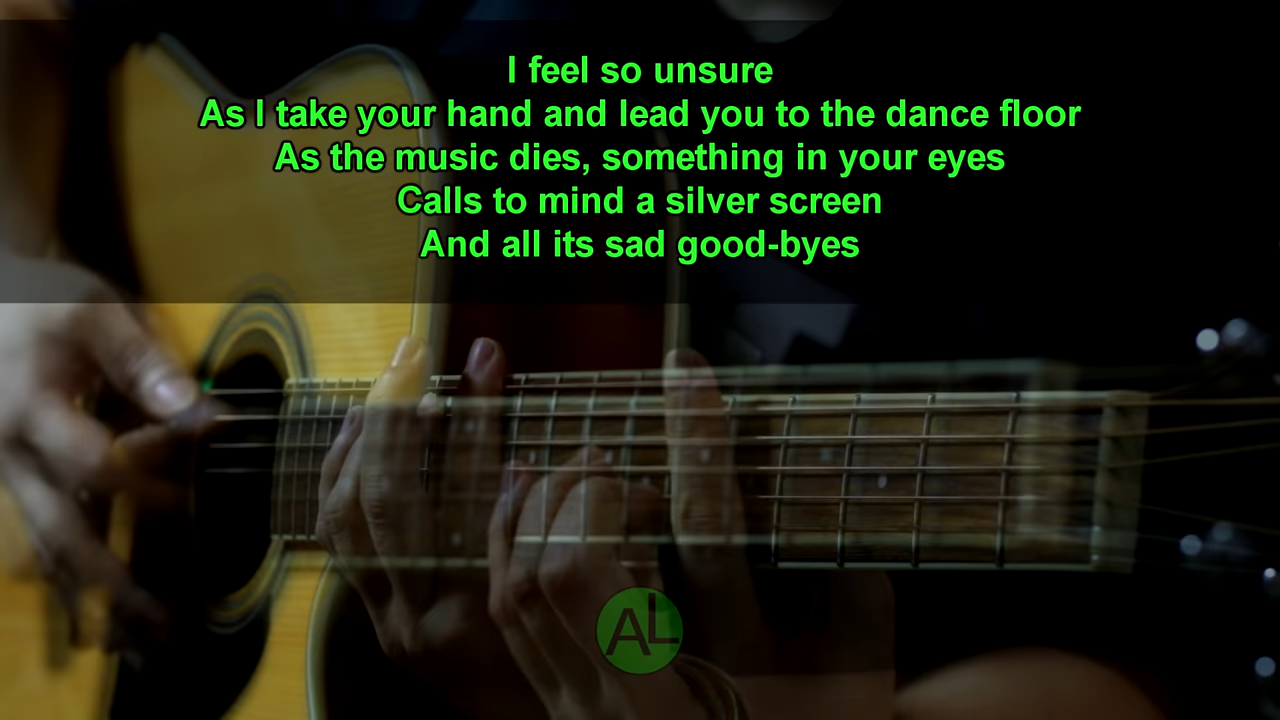 I feel so unsure
As I take your hand and lead you to the dance floor
As the music dies, something in your eyes
Calls to mind a silver screen
And all its sad good-byes
AL